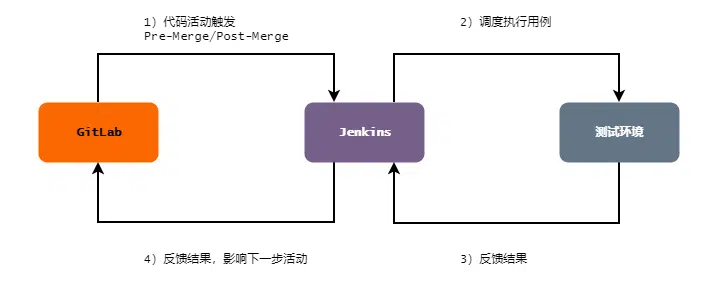 1) 代码活动触发
Pre-Merge/Post-Merge
2) 调度执行用例
GitLab
Jenkins
测试环境
4) 反馈结果，影响下一步活动
3) 反馈结果